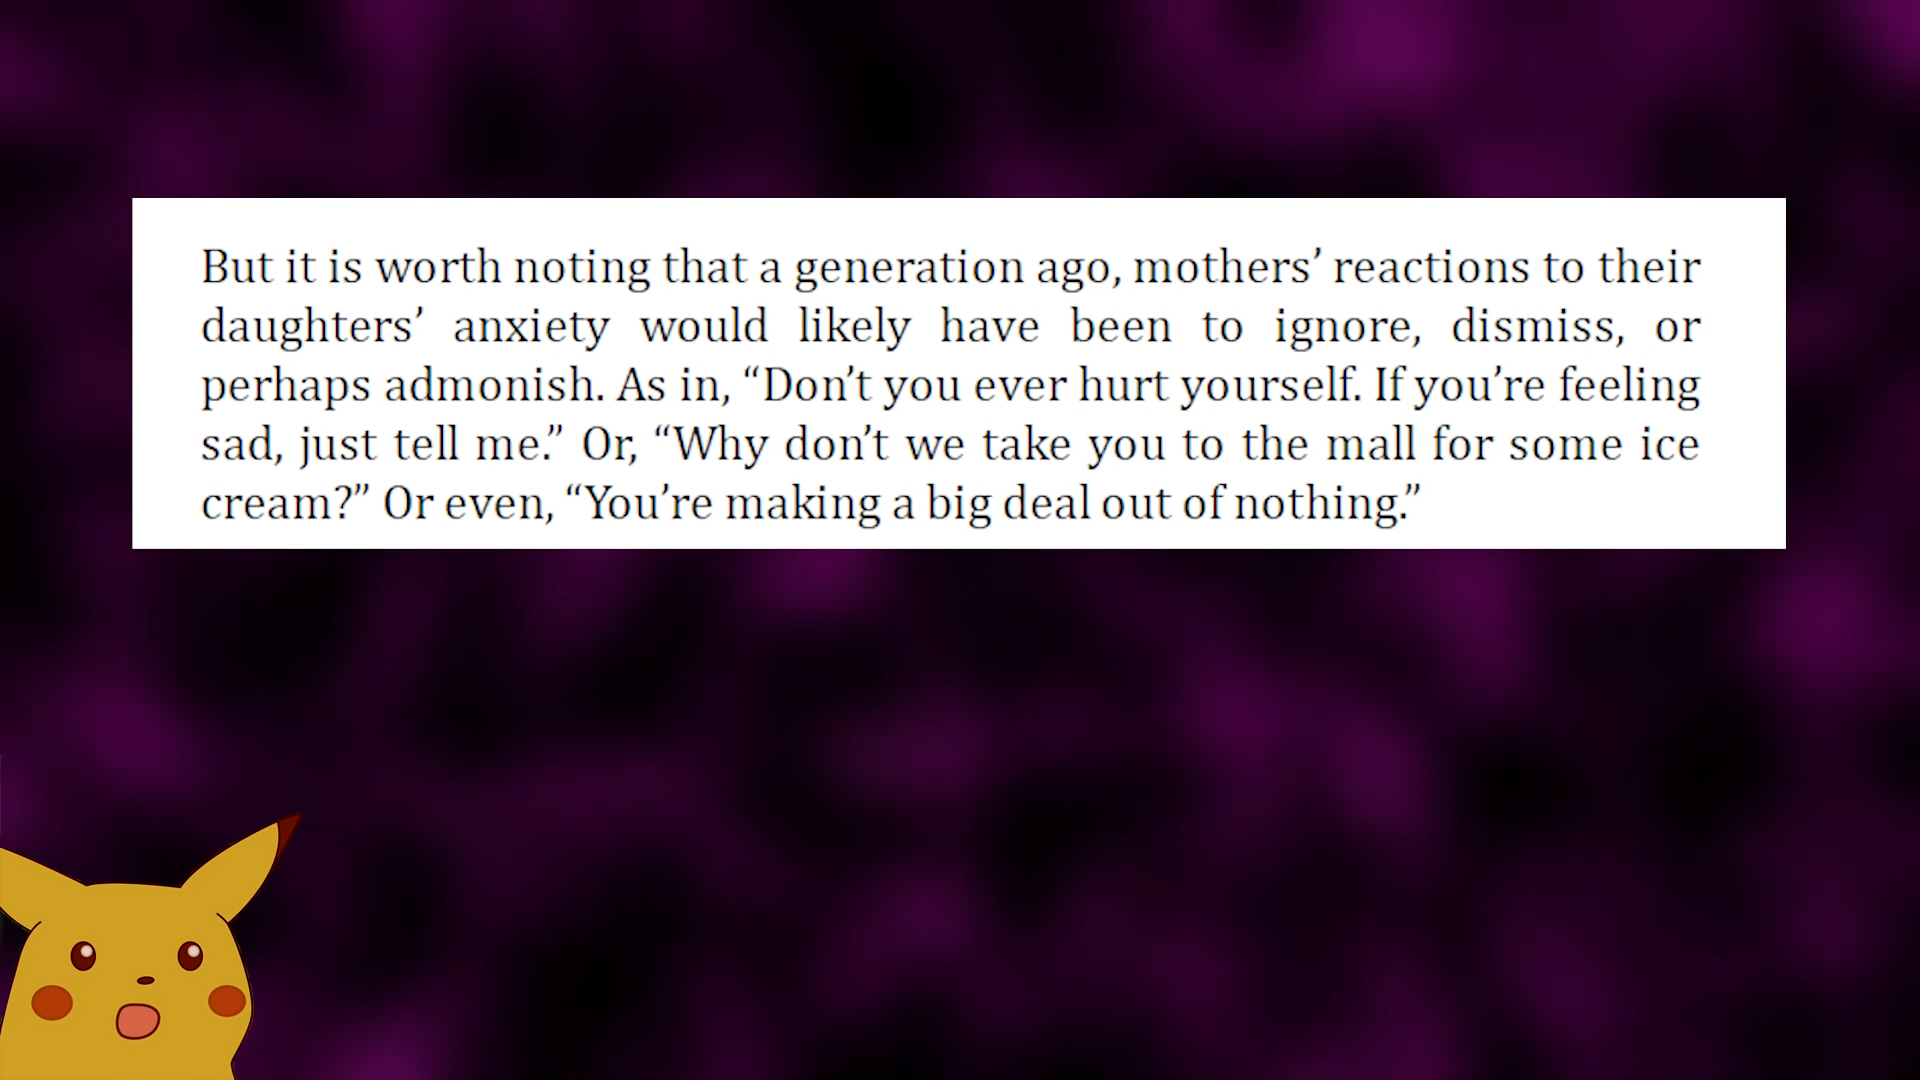 But it is worth noting that a generation ago, mothers’ reactions to their
daughters’ anxiety would likely have been to ignore, dismiss, or
perhaps admonish. As in, “Don’t you ever hurt yourself. If you’re feeling
sad, just tell me.” Or, “Why don’t we take you to the mall for some ice
cream?” Or even, “You’re making a big deal out of nothing.”